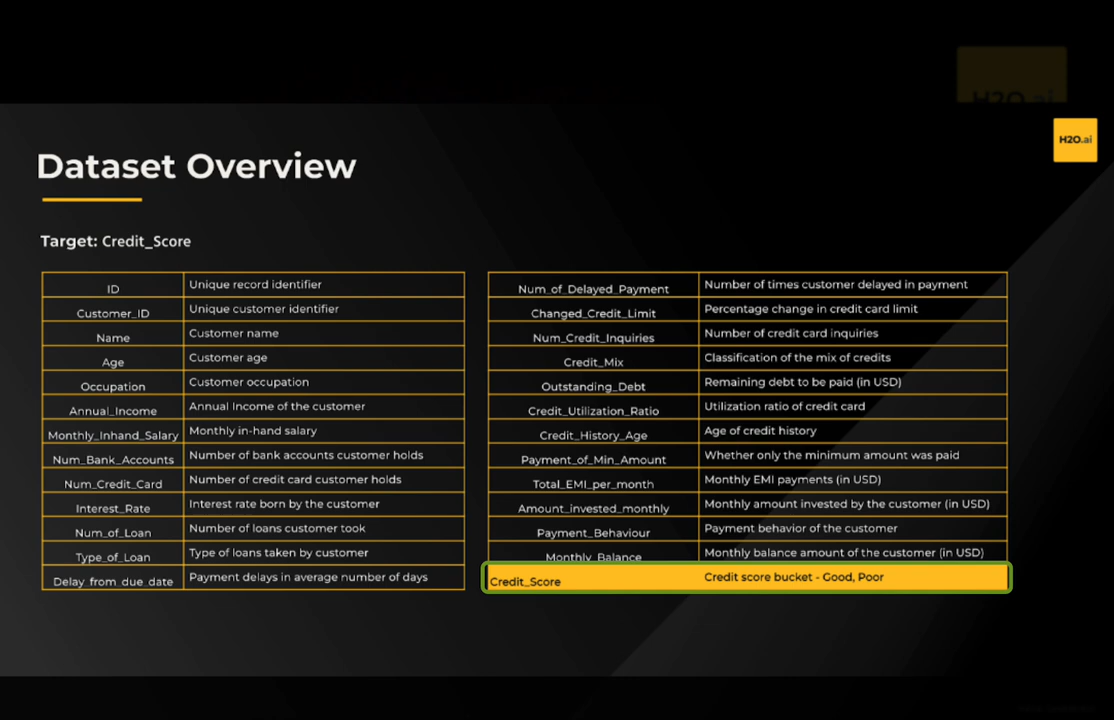 H2O.ai
H2O.ai
Dataset Overview
Target: Credit_Score
ID Unique record identifier
Customer_ID Unique customer identifier
Name Customer name
Age Customer age
Occupation Customer occupation
Annual_Income Annual Income of the customer
Monthly_Inhand_Salary Monthly in-hand salary
Num_Bank_Accounts Number of bank accounts customer holds
Num_Credit_Card Number of credit card customer holds
Interest_Rate Interest rate born by the customer
Num_of_Loan Number of loans customer took
Type_of_Loan Type of loans taken by customer
Delay_from_due_date Payment delays in average number of days
Num_of_Delayed_Payment Number of times customer delayed in payment
Changed_Credit_Limit Percentage change in credit card limit
Num_Credit_Inquiries Number of credit card inquiries
Credit_Mix Classification of the mix of credits
Outstanding_Debt Remaining debt to be paid (in USD)
Credit_Utilization_Ratio Utilization ratio of credit card
Credit_History_Age Age of credit history
Payment_of_Min_Amount Whether only the minimum amount was paid
Total_EMI_per_month Monthly EMI payments (in USD)
Amount_invested_monthly Monthly amount invested by the customer (in USD)
Payment_Behaviour Payment behavior of the customer
Monthly_Balance Monthly balance amount of the customer (in USD)
Credit_Score Credit score bucket - Good, Poor